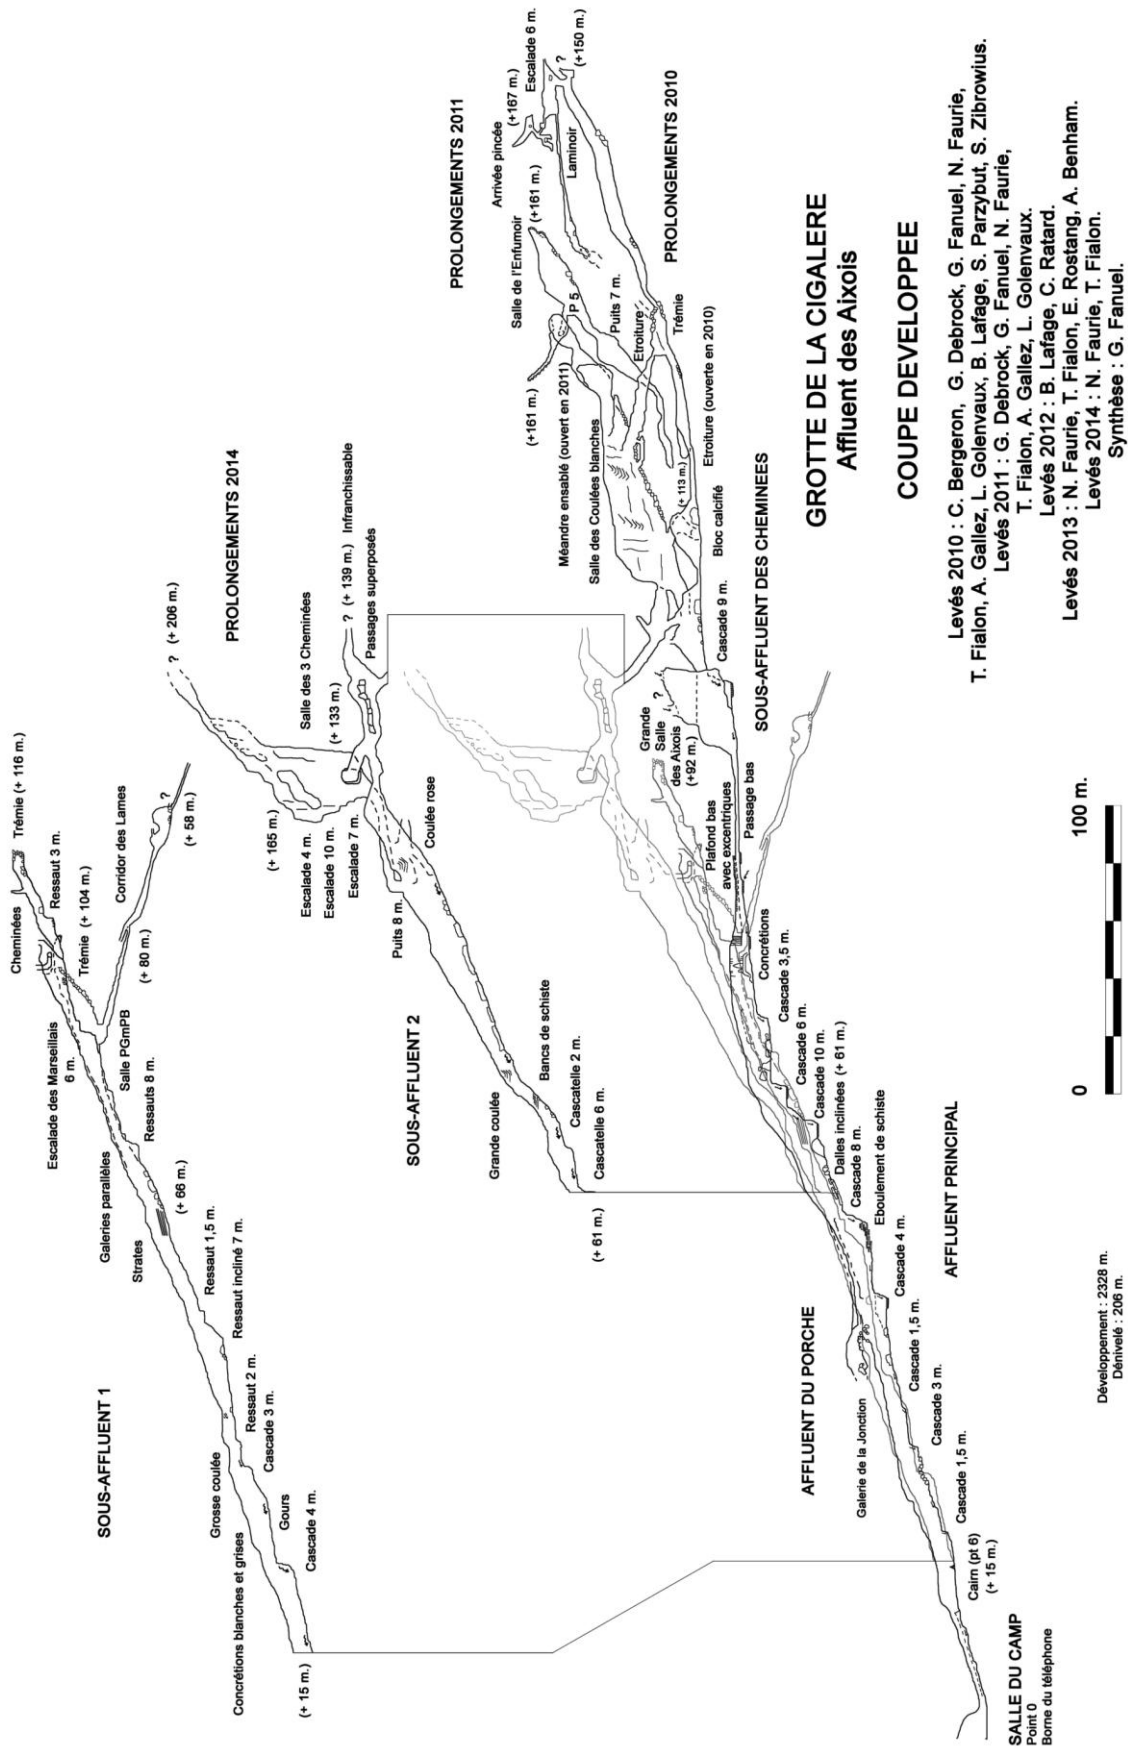 GROTTE DE LA CIGALERE
Affluent des Aixois
COUPE DEVELOPPEE
Levés 2010 : C. Bergeron, G. Debrock, G. Fanuel, N. Faurie,
T. Fialon, A. Gallez, L. Golenvaux, B. Lafage, S. Parzybut, S. Zibrowius.
Levés 2011 : G. Debrock, G. Fanuel, N. Faurie,
T. Fialon, A. Gallez, L. Golenvaux.
Levés 2012 : B. Lafage, C. Ratard.
Levés 2013 : N. Faurie, T. Fialon, E. Rostang, A. Benham.
Levés 2014 : N. Faurie, T. Fialon.
Synthèse : G. Fanuel.
SOUS-AFFLUENT 1
(+ 15 m.)
Concrétions blanches et grises
Cascade 4 m.
Gours
Cascade 3 m.
Ressaut 2 m.
Grosse coulée
Ressaut incliné 7 m.
Ressaut 1,5 m.
(+ 66 m.)
Strates
Galeries parallèles
Ressauts 8 m.
Salle PGmPB
Escalade des Marseillais
6 m.
Trémie (+ 104 m.)
Ressaut 3 m.
Cheminées
Trémie (+ 116 m.)
(+ 80 m.)
Corridor des Lames
?
(+ 58 m.)
SOUS-AFFLUENT 2
(+ 61 m.)
Cascatelle 6 m.
Cascatelle 2 m.
Bancs de schiste
Grande coulée
Coulée rose
Puits 8 m.
Escalade 7 m.
Escalade 10 m.
Escalade 4 m.
(+ 165 m.)
(+ 133 m.)
Salle des 3 Cheminées
Passages superposés
? (+ 139 m.) Infranchissable
? (+ 206 m.)
PROLONGEMENTS 2014
PROLONGEMENTS 2011
Salle de l'Enfumoir
(+161 m.)
(+161 m.)
Arrivée pincée
(+167 m.)
Escalade 6 m.
?
(+150 m.)
Laminoir
P 5
Puits 7 m.
Etroiture
Trémie
PROLONGEMENTS 2010
Méandre ensablé (ouvert en 2011)
Salle des Coulées blanches
(+ 113 m.)
Etroiture (ouverte en 2010)
Bloc calcifié
SOUS-AFFLUENT DES CHEMINEES
Cascade 9 m.
Grande
Salle ?
des Aixois
(+92 m.)
Plafond bas
avec excentriques
Passage bas
Concrétions
Cascade 3,5 m.
Cascade 6 m.
Cascade 10 m.
Dalles inclinées (+ 61 m.)
Cascade 8 m.
Eboulement de schiste
Cascade 4 m.
AFFLUENT PRINCIPAL
Cascade 1,5 m.
Cascade 3 m.
Cascade 1,5 m.
AFFLUENT DU PORCHE
Galerie de la Jonction
Cairn (pt 6)
(+ 15 m.)
SALLE DU CAMP
Point 0
Borne du téléphone
0
100 m.
Développement : 2328 m.
Dénivelé : 206 m.